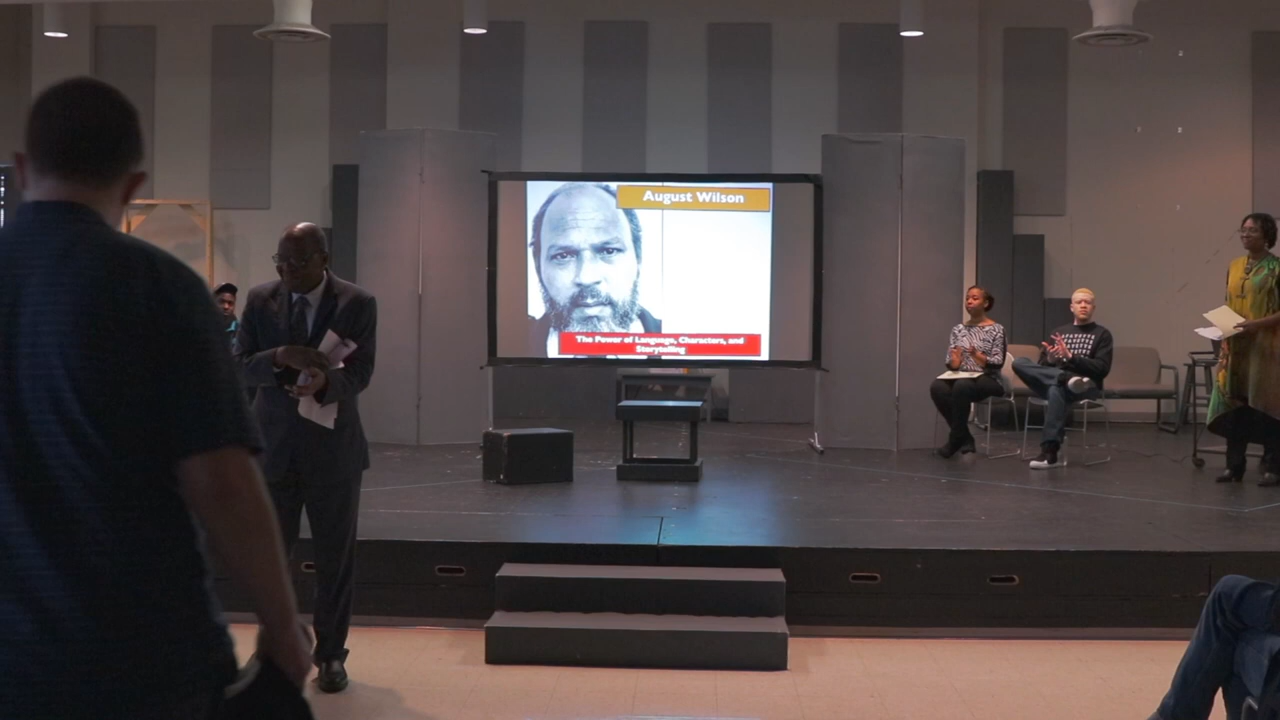 August Wilson
The Power of Language, Characters, and
Storytelling